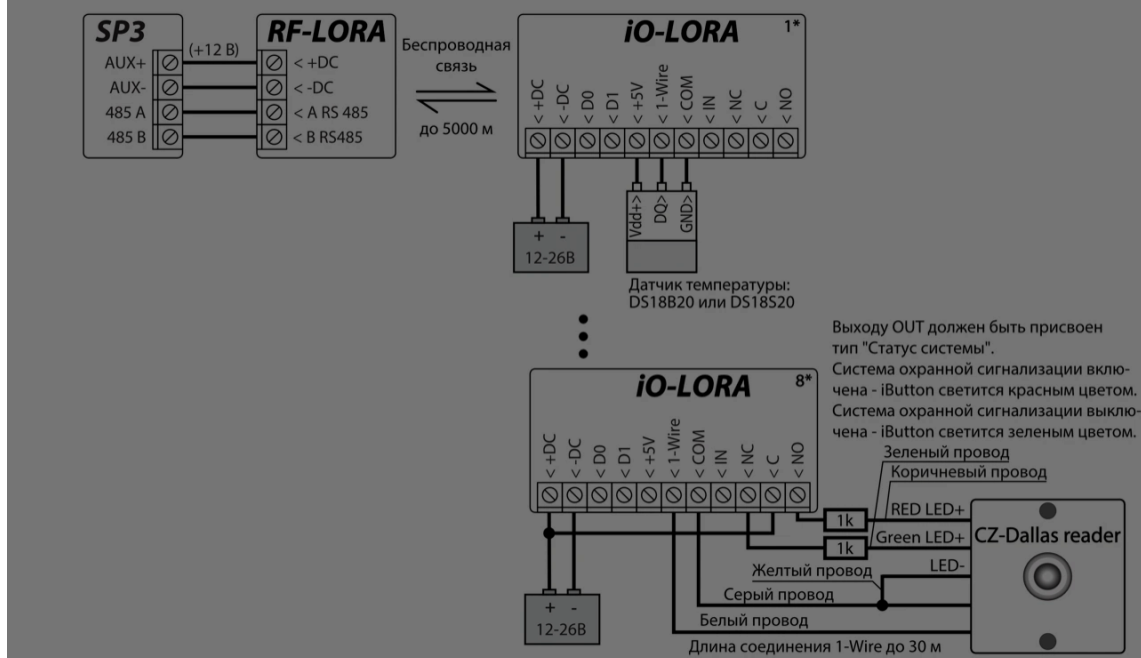 SP3
AUX+
AUX-
485 A
485 B
(+12 В)
RF-LORA
< +DC
< -DC
< A RS 485
< B RS485
Беспроводная
связь
до 5000 м
iO-LORA 1*
< +DC
< -DC
< D0
< D1
< +5V
< 1-Wire
< COM
< IN
< NC
< C
< NO
+ -
12-26В
Vdd+>
DQ>
GND>
Датчик температуры:
DS18B20 или DS18S20
Выходу OUT должен быть присвоен
тип "Статус системы".
Система охранной сигнализации вклю-
чена - iButton светится красным цветом.
Система охранной сигнализации выклю-
чена - iButton светится зеленым цветом.
iO-LORA 8*
< +DC
< -DC
< D0
< D1
< +5V
< 1-Wire
< COM
< IN
< NC
< C
< NO
Зеленый провод
Коричневый провод
1k
RED LED+
1k
Green LED+
LED-
CZ-Dallas reader
Желтый провод
Серый провод
Белый провод
+ -
12-26В
Длина соединения 1-Wire до 30 м